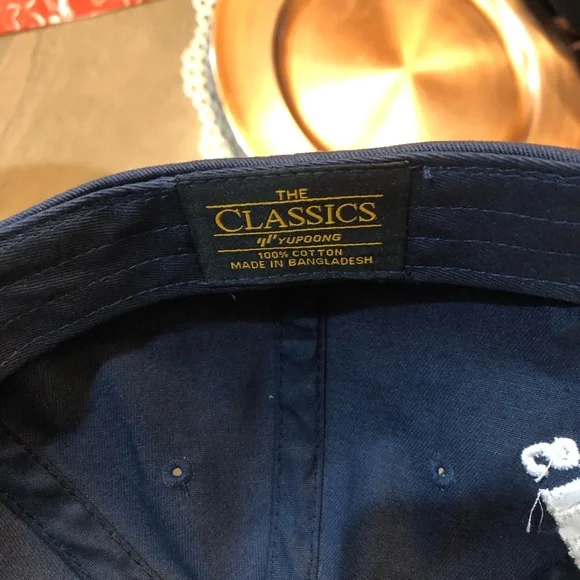 THE
CLASSICS
YUPOONG
100% COTTON
MADE IN BANGLADESH